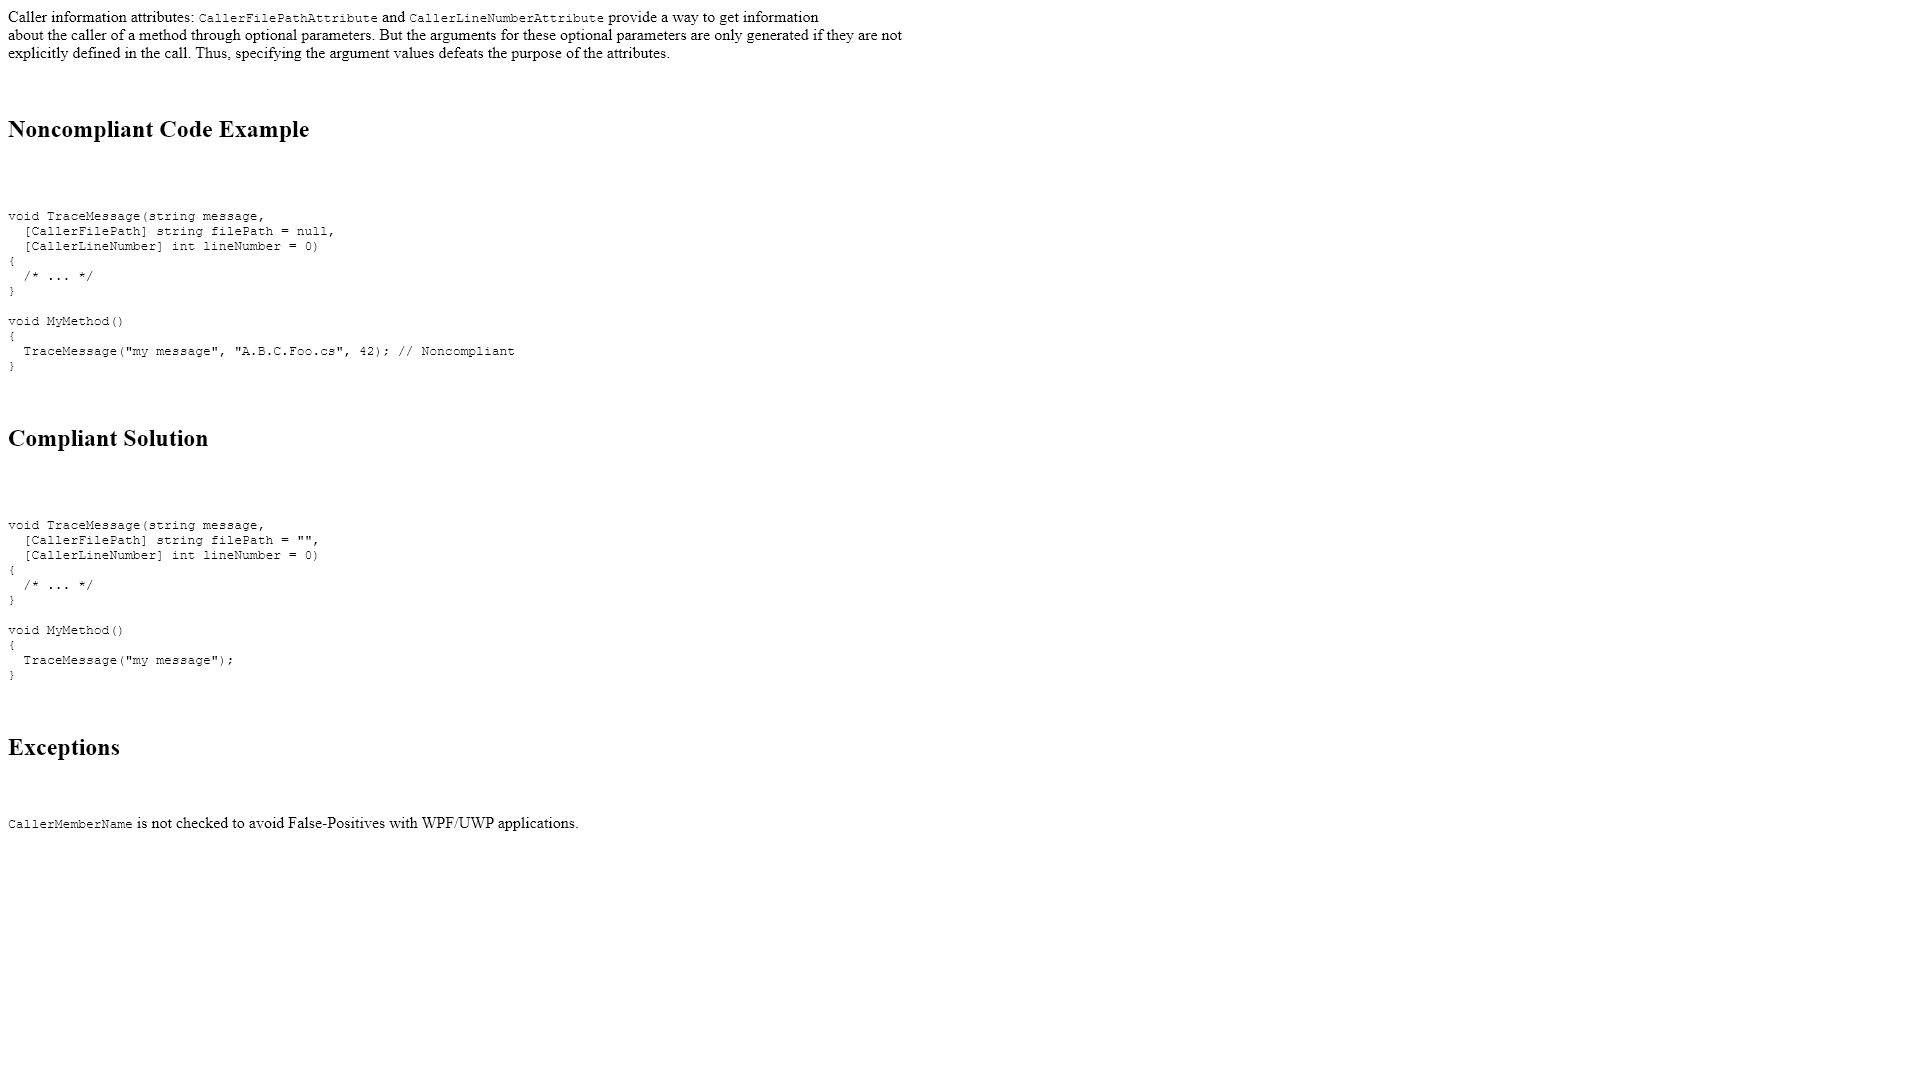 Caller information attributes: CallerFilePathAttribute and CallerLineNumberAttribute provide a way to get information
about the caller of a method through optional parameters. But the arguments for these optional parameters are only generated if they are not
explicitly defined in the call. Thus, specifying the argument values defeats the purpose of the attributes.
Noncompliant Code Example
void TraceMessage(string message,
  [CallerFilePath] string filePath = null,
  [CallerLineNumber] int lineNumber = 0)
{
  /* ... */
}
void MyMethod()
{
  TraceMessage("my message", "A.B.C.Foo.cs", 42); // Noncompliant
}
Compliant Solution
void TraceMessage(string message,
  [CallerFilePath] string filePath = "",
  [CallerLineNumber] int lineNumber = 0)
{
  /* ... */
}
void MyMethod()
{
  TraceMessage("my message");
}
Exceptions
CallerMemberName is not checked to avoid False-Positives with WPF/UWP applications.